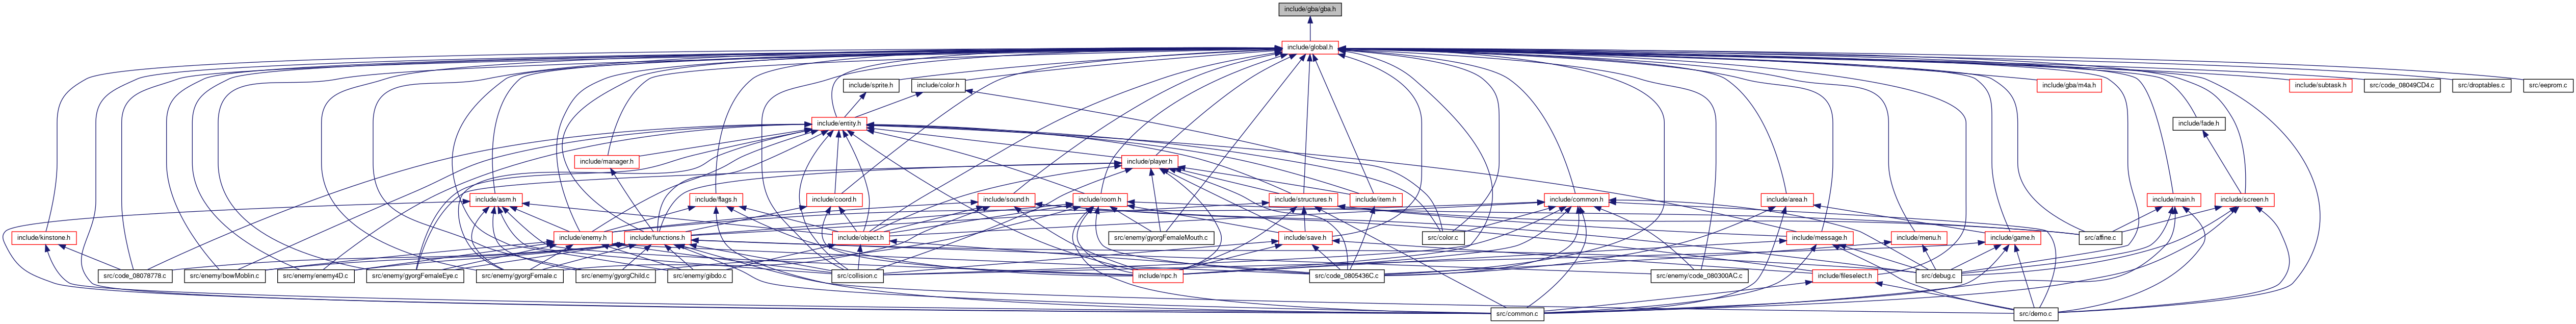 include/gba/gba.h
include/global.h
include/sprite.h
include/color.h
include/gba/m4a.h
include/subtask.h
src/code_08049CD4.c
src/droptables.c
src/eeprom.c
include/entity.h
include/fade.h
include/manager.h
include/player.h
include/asm.h
include/flags.h
include/coord.h
include/sound.h
include/room.h
include/structures.h
include/item.h
include/common.h
include/area.h
include/main.h
include/screen.h
include/kinstone.h
include/enemy.h
include/functions.h
include/object.h
src/enemy/gyorgFemaleMouth.c
include/save.h
src/color.c
include/message.h
include/menu.h
include/game.h
src/affine.c
src/code_08078778.c
src/enemy/bowMoblin.c
src/enemy/enemy4D.c
src/enemy/gyorgFemaleEye.c
src/enemy/gyorgFemale.c
src/enemy/gyorgChild.c
src/enemy/gibdo.c
src/collision.c
include/npc.h
src/code_0805436C.c
src/enemy/code_080300AC.c
include/fileselect.h
src/debug.c
src/common.c
src/demo.c